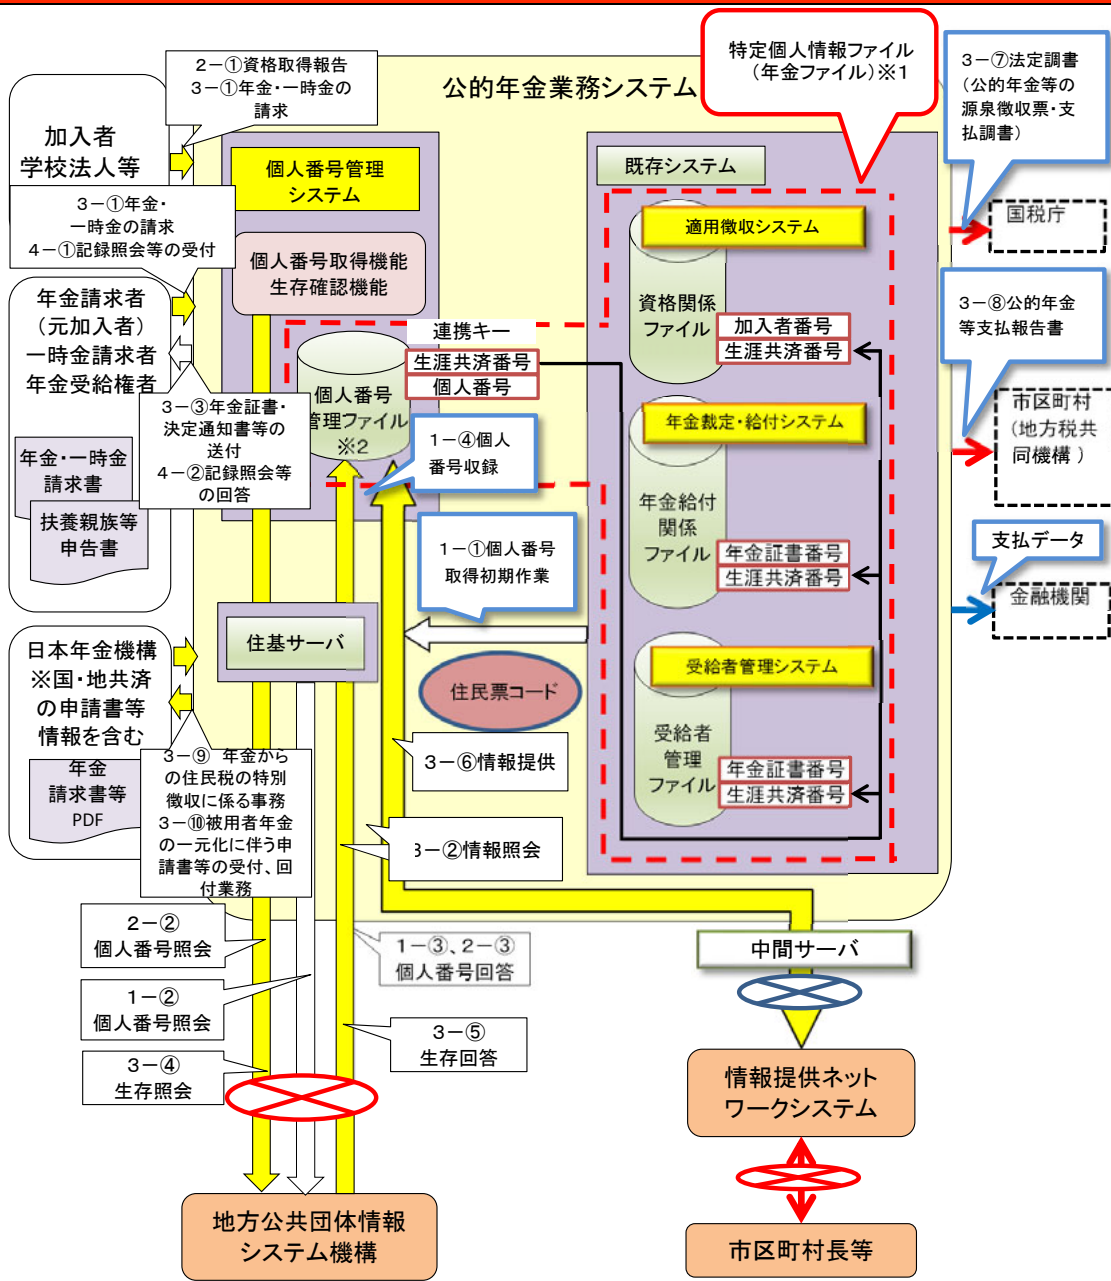 2－①資格取得報告
3－①年金・一時金の
請求
公的年金業務システム
特定個人情報ファイル
（年金ファイル）※1
3－⑦法定調書
（公的年金等の
源泉徴収票・支
払調書）
加入者
学校法人等
個人番号管理
システム
既存システム
3－①年金・
一時金の請求
4－①記録照会等の受付
適用徴収システム
国税庁
個人番号取得機能
生存確認機能
年金請求者
（元加入者）
一時金請求者
年金受給権者
資格関係
ファイル
加入者番号
生涯共済番号
3－⑧公的年金
等支払報告書
連携キー
生涯共済番号
個人番号
個人番号
管理ファイル
※2
3－③年金証書・
決定通知書等の
送付
4－②記録照会等
の回答
1－④個人
番号収録
年金裁定・給付システム
市区町村
（地方税共
同機構 ）
年金・一時金
請求書
扶養親族等
申告書
年金給付
関係
ファイル
年金証書番号
生涯共済番号
1－①個人番号
取得初期作業
支払データ
金融機関
住基サーバ
日本年金機構
※国・地共済
の申請書等
情報を含む
受給者管理システム
住民票コード
受給者
管理
ファイル
年金証書番号
生涯共済番号
年金
請求書等
PDF
3－⑨ 年金から
の住民税の特別
徴収に係る事務
3－⑩被用者年金
の一元化に伴う申
請書等の受付、回
付業務
3－⑥情報提供
3－②情報照会
2－②
個人番号照会
1－③、2－③
個人番号回答
中間サーバ
1－②
個人番号照会
3－⑤
生存回答
3－④
生存照会
情報提供ネット
ワークシステム
地方公共団体情報
システム機構
市区町村長等